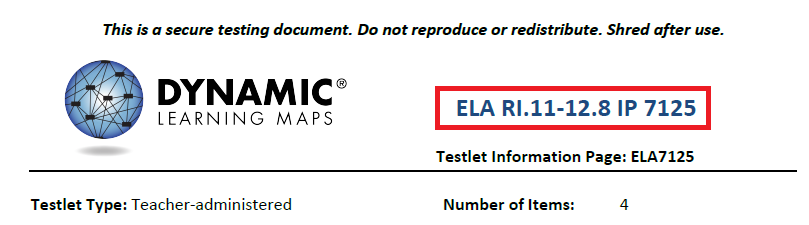 This is a secure testing document. Do not reproduce or redistribute. Shred after use.
DYNAMIC®
LEARNING MAPS
ELA RI.11-12.8 IP 7125
Testlet Information Page: ELA7125
Testlet Type: Teacher-administered
Number of Items: 4